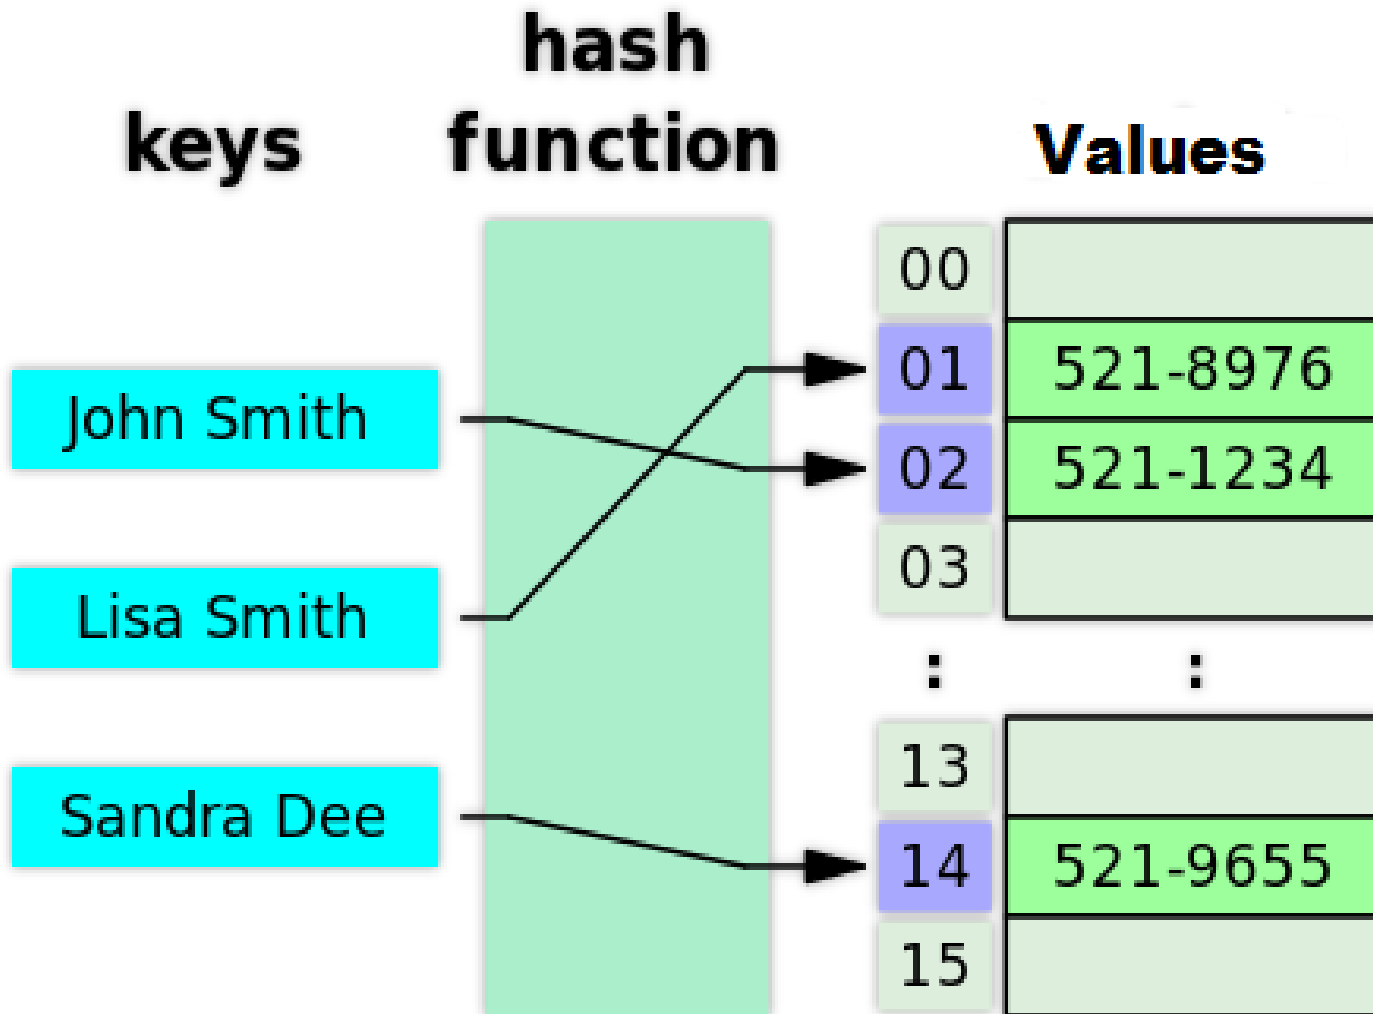 hash
keys function Values
00
01 521-8976
John Smith
02 521-1234
03
Lisa Smith
: :
13
Sandra Dee
14 521-9655
15